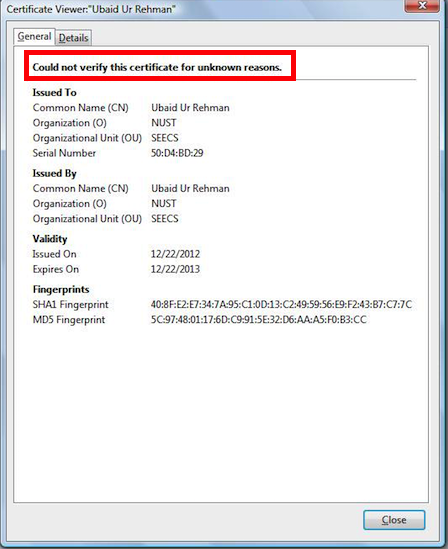 Certificate Viewer:"Ubaid Ur Rehman"
General Details
Could not verify this certificate for unknown reasons.
Issued To
Common Name (CN) Ubaid Ur Rehman
Organization (O) NUST
Organizational Unit (OU) SEECS
Serial Number 50:D4:BD:29
Issued By
Common Name (CN) Ubaid Ur Rehman
Organization (O) NUST
Organizational Unit (OU) SEECS
Validity
Issued On 12/22/2012
Expires On 12/22/2013
Fingerprints
SHA1 Fingerprint 40:8F:E2:E7:34:7A:95:C1:0D:13:C2:49:59:56:E9:F2:43:B7:C7:7C
MD5 Fingerprint 5C:97:48:01:17:6D:C9:91:5E:32:D6:AA:A5:F0:B3:CC
Close